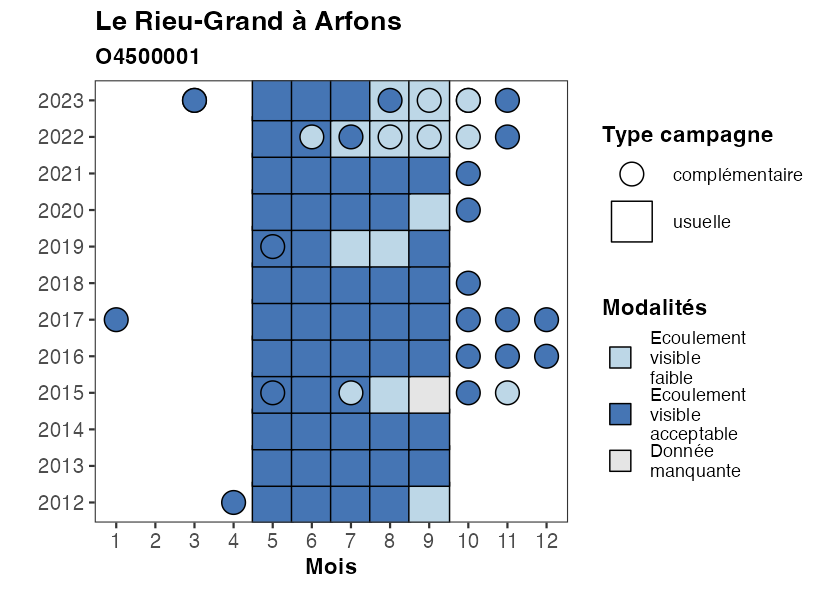 Le Rieu-Grand à Arfons
O4500001
2023
2022
2021
2020
2019
2018
2017
2016
2015
2014
2013
2012
1 2 3 4 5 6 7 8 9 10 11 12
Mois
Type campagne
complémentaire
usuelle
Modalités
Ecoulement
visible
faible
Ecoulement
visible
acceptable
Donnée
manquante